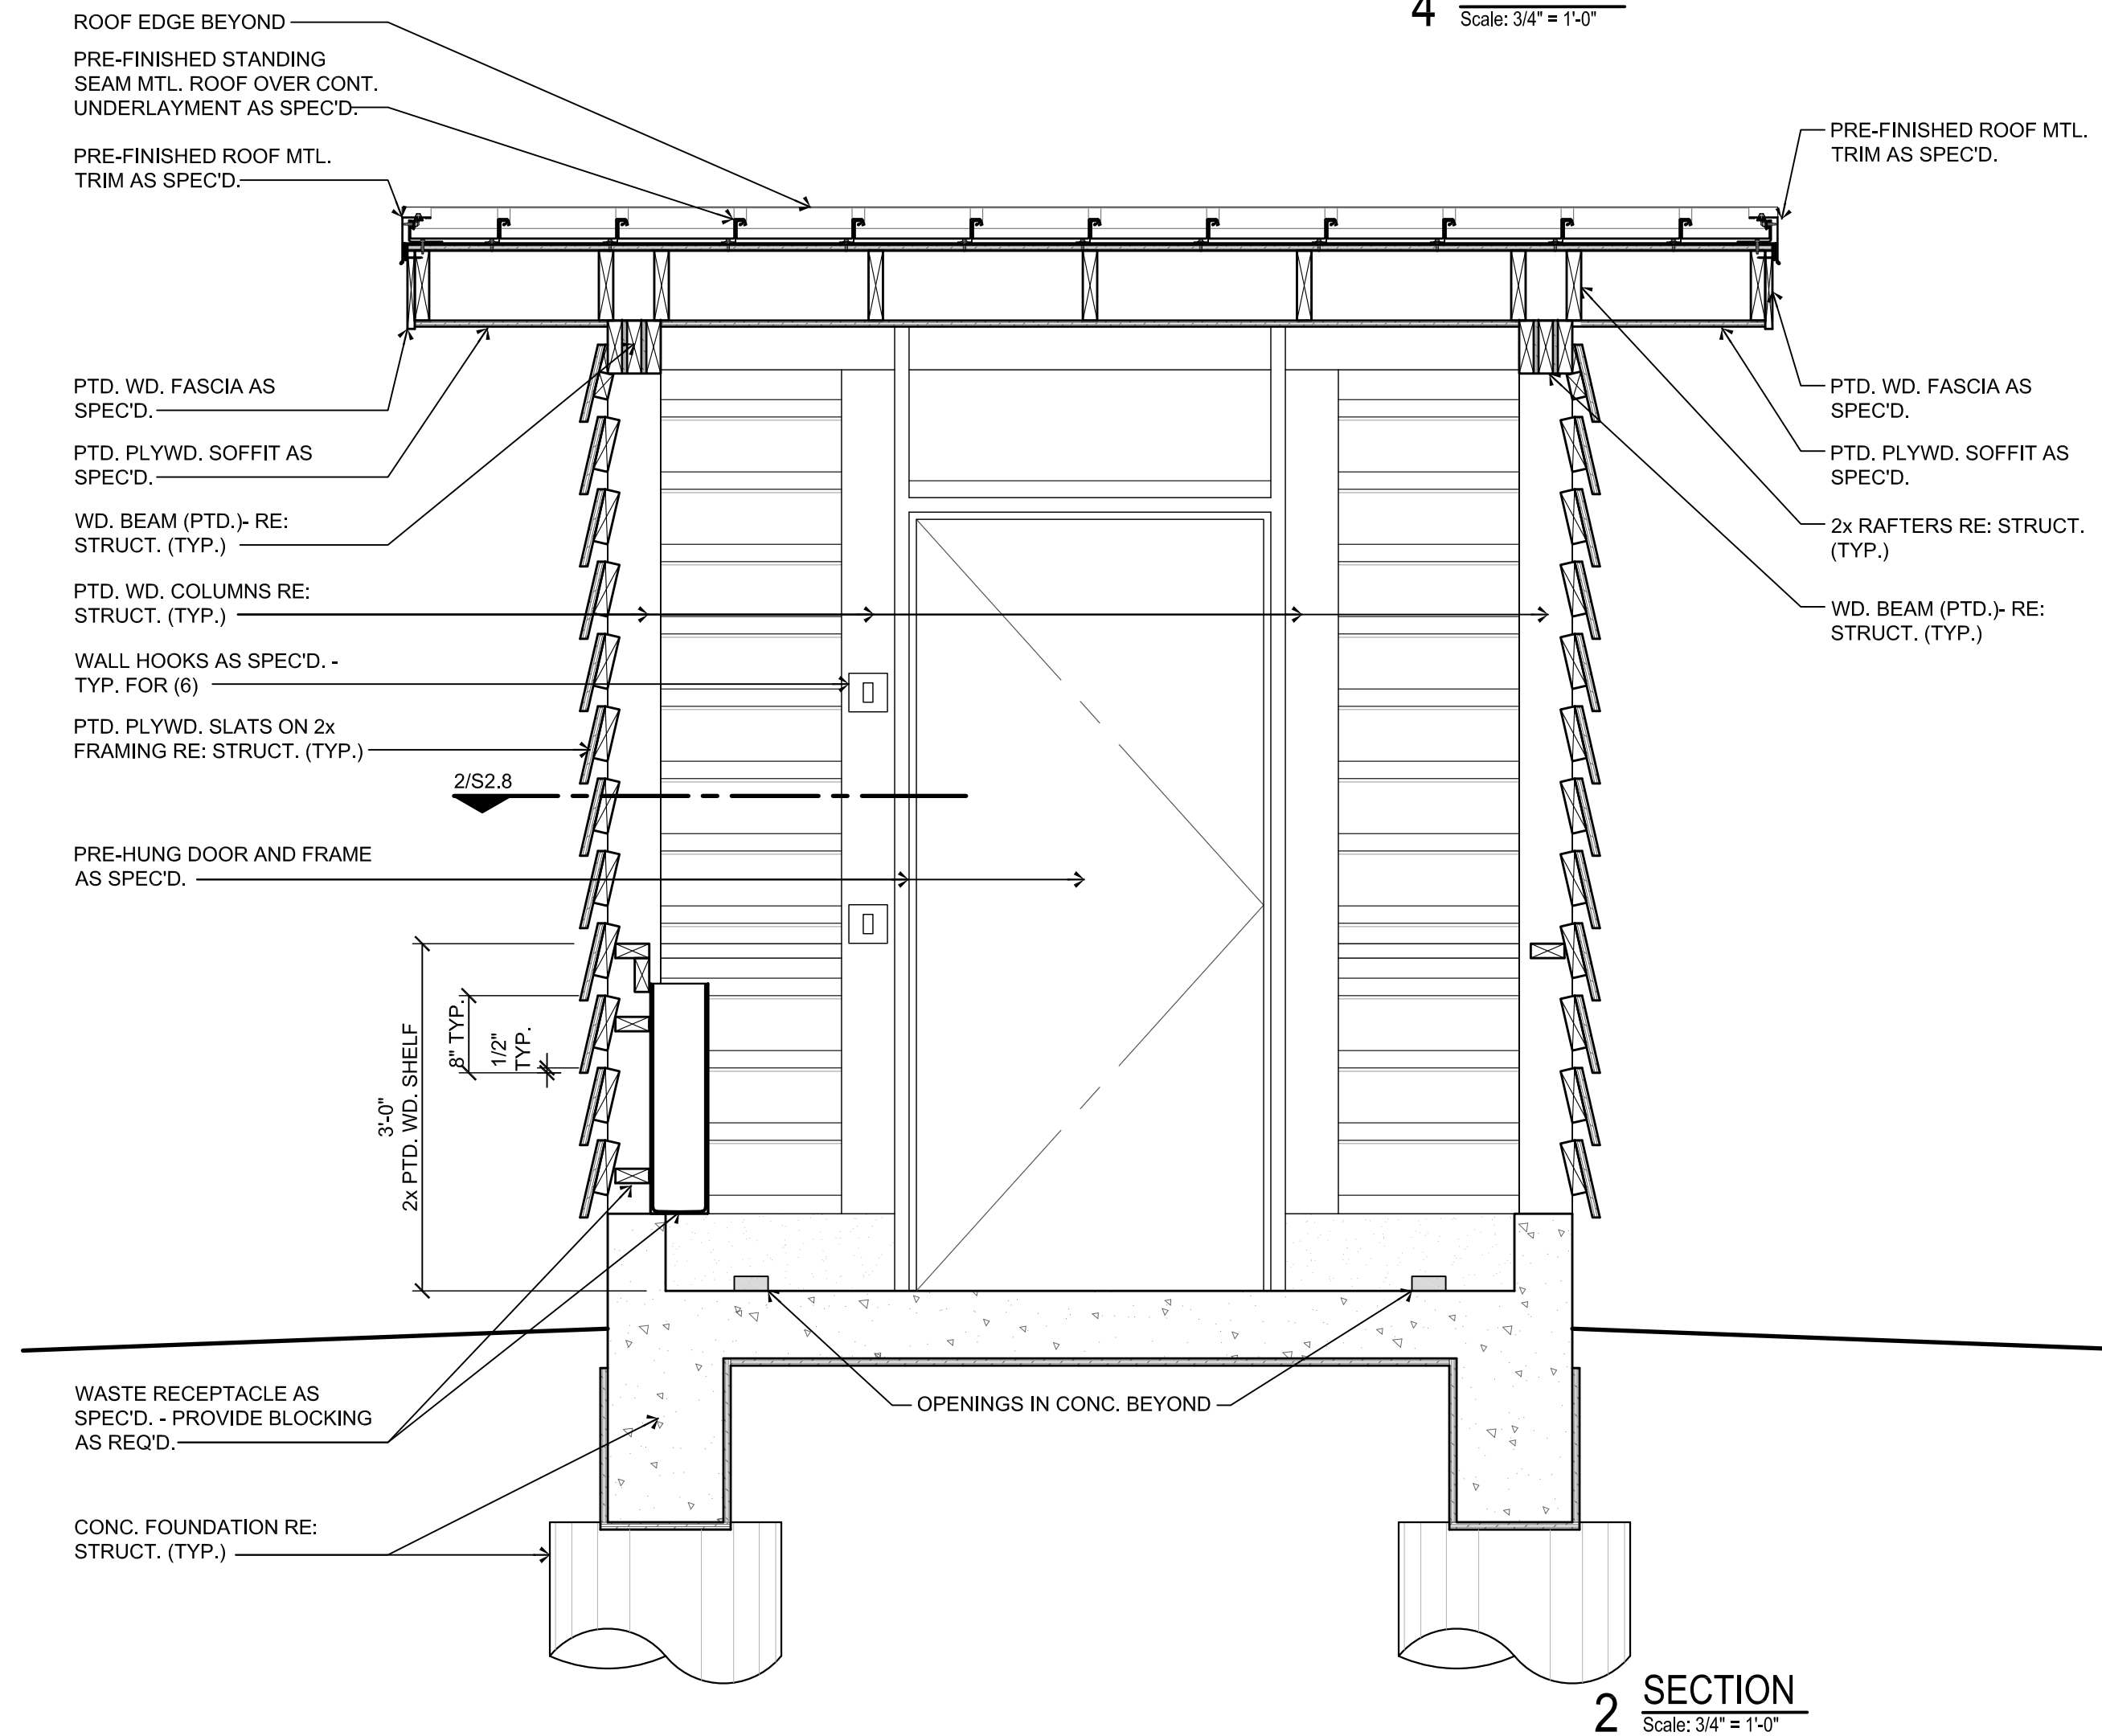 4
Scale: 3/4" = 1'-0"
ROOF EDGE BEYOND
PRE-FINISHED STANDING
SEAM MTL. ROOF OVER CONT.
UNDERLAYMENT AS SPEC'D.
PRE-FINISHED ROOF MTL.
TRIM AS SPEC'D.
PTD. WD. FASCIA AS
SPEC'D.
PTD. PLYWD. SOFFIT AS
SPEC'D.
WD. BEAM (PTD.)- RE:
STRUCT. (TYP.)
PTD. WD. COLUMNS RE:
STRUCT. (TYP.)
WALL HOOKS AS SPEC'D. -
TYP. FOR (6)
PTD. PLYWD. SLATS ON 2x
FRAMING RE: STRUCT. (TYP.)
2/S2.8
PRE-HUNG DOOR AND FRAME
AS SPEC'D.
3'-0"
2x PTD. WD. SHELF
8" TYP.
1/2"
TYP.
WASTE RECEPTACLE AS
SPEC'D. - PROVIDE BLOCKING
AS REQ'D.
CONC. FOUNDATION RE:
STRUCT. (TYP.)
OPENINGS IN CONC. BEYOND
PRE-FINISHED ROOF MTL.
TRIM AS SPEC'D.
PTD. WD. FASCIA AS
SPEC'D.
PTD. PLYWD. SOFFIT AS
SPEC'D.
2x RAFTERS RE: STRUCT.
(TYP.)
WD. BEAM (PTD.)- RE:
STRUCT. (TYP.)
2 SECTION
Scale: 3/4" = 1'-0"